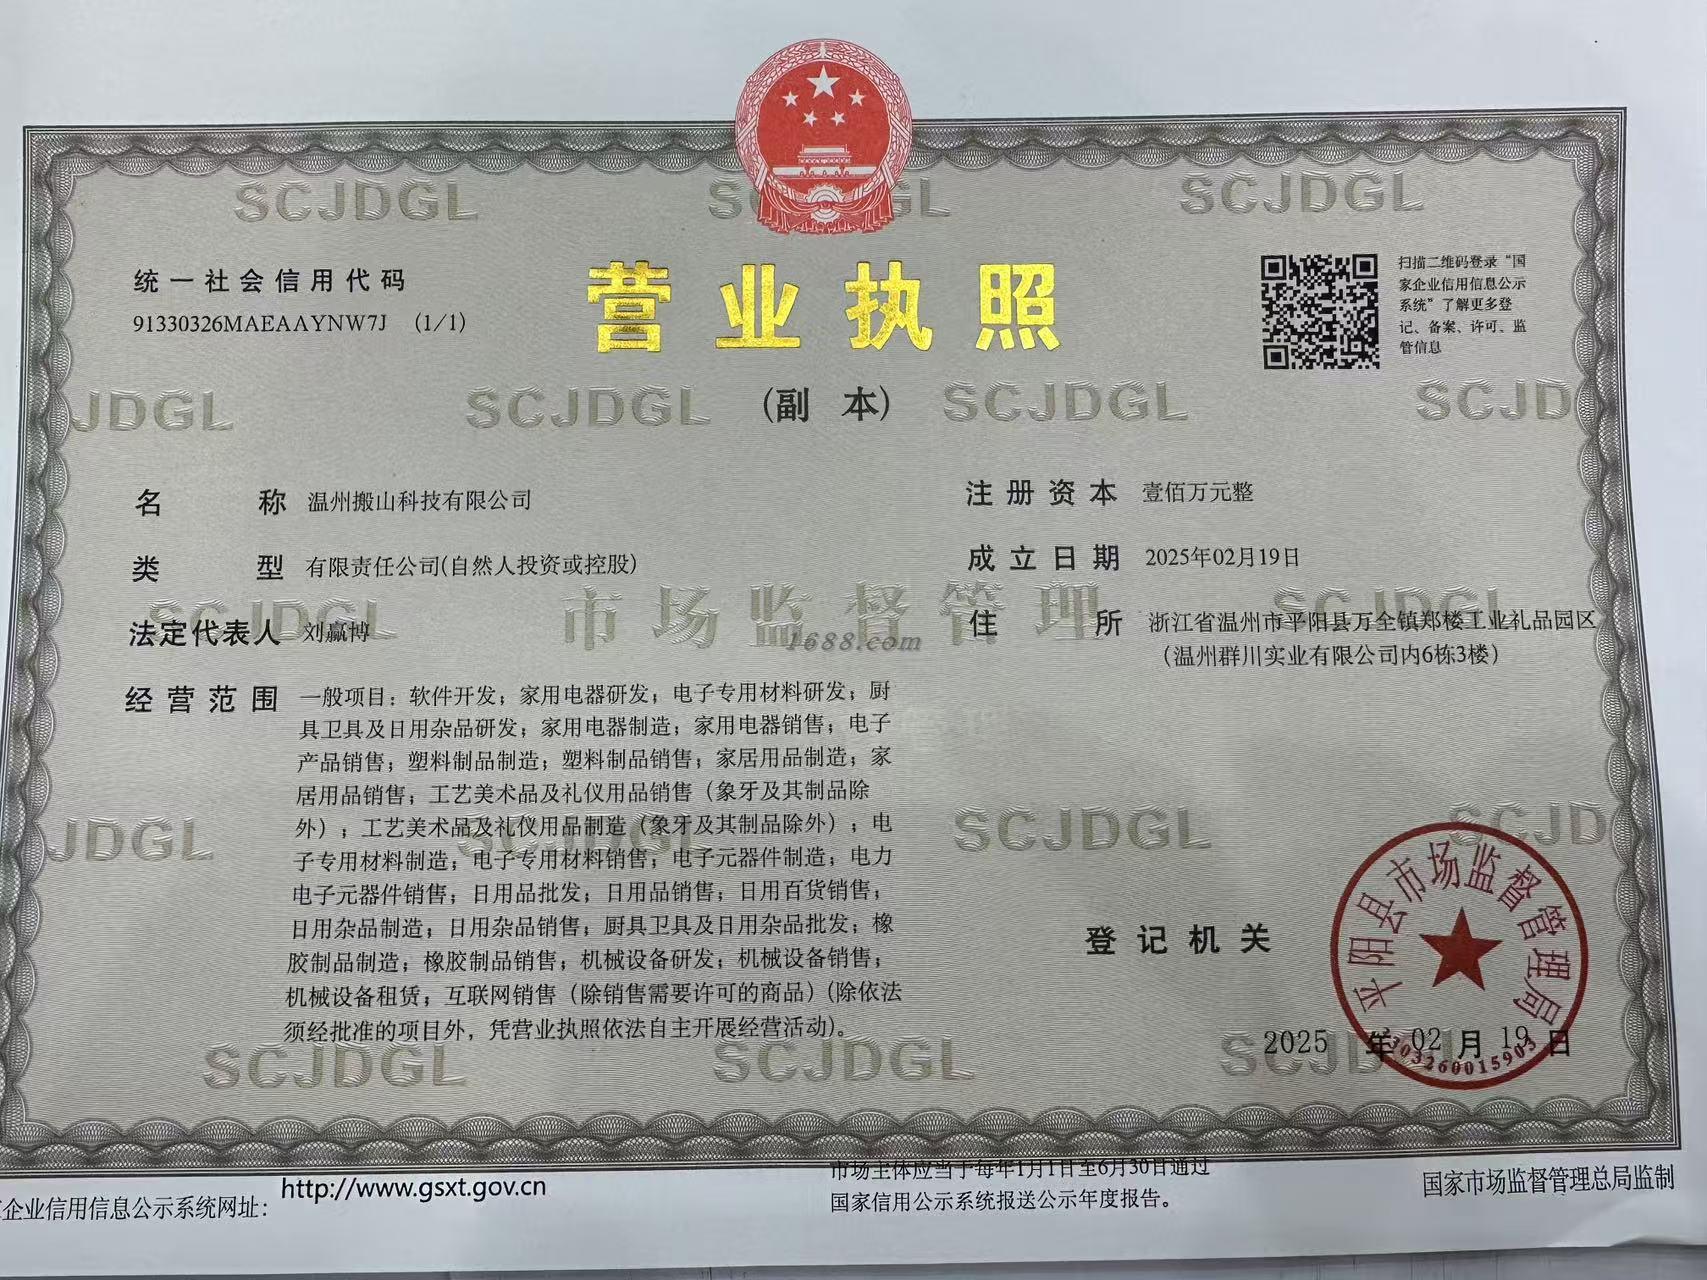 SCJDGL
SCJDGL
SCJDGL
统一社会信用代码
91330326MAEAAYNW7J (1/1)
营业执照
(副 本)
扫描二维码登录“国
家企业信用信息公示
系统”了解更多登
记、备案、许可、监
管信息
JDGL
SCJDGL
SCJDGL
SCJD
名 称 温州搬山科技有限公司
类 型 有限责任公司(自然人投资或控股)
法定代表人 刘赢博
经营范围 一般项目：软件开发；家用电器研发；电子专用材料研发；厨
具卫具及日用杂品研发；家用电器制造；家用电器销售；电子
产品销售；塑料制品制造；塑料制品销售；家居用品制造；家
居用品销售；工艺美术品及礼仪用品销售（象牙及其制品除
外）；工艺美术品及礼仪用品制造（象牙及其制品除外）；电
子专用材料制造；电子专用材料销售；电子元器件制造；电力
电子元器件销售；日用品批发；日用品销售；日用百货销售；
日用杂品制造；日用杂品销售；厨具卫具及日用杂品批发；橡
胶制品制造；橡胶制品销售；机械设备研发；机械设备销售；
机械设备租赁；互联网销售（除销售需要许可的商品）(除依法
须经批准的项目外，凭营业执照依法自主开展经营活动)。
注册资本 壹佰万元整
成立日期 2025年02月19日
住 所 浙江省温州市平阳县万全镇郑楼工业礼品园区
（温州群川实业有限公司内6栋3楼）
SCJDGL
市场监督管理
SCJDGL
1688.com
JDGL
SCJDGL
SCJDGL
SCJD
登记机关
平阳县市场监督管理局
2025 年 02 月 19 日
3303260015903
SCJDGL
SCJDGL
SCJDGL
企业信用信息公示系统网址：
http://www.gsxt.gov.cn
市场主体应当于每年1月1日至6月30日通过
国家信用公示系统报送公示年度报告。
国家市场监督管理总局监制